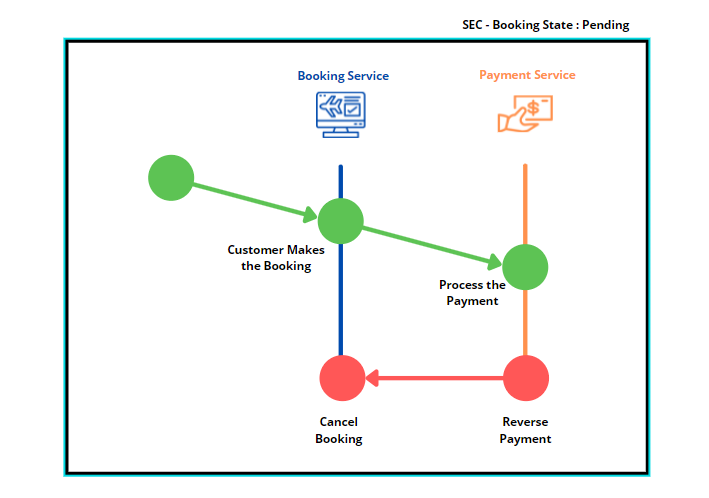 SEC - Booking State : Pending
Booking Service
Payment Service
$
Customer Makes
the Booking
Process the
Payment
Cancel
Booking
Reverse
Payment